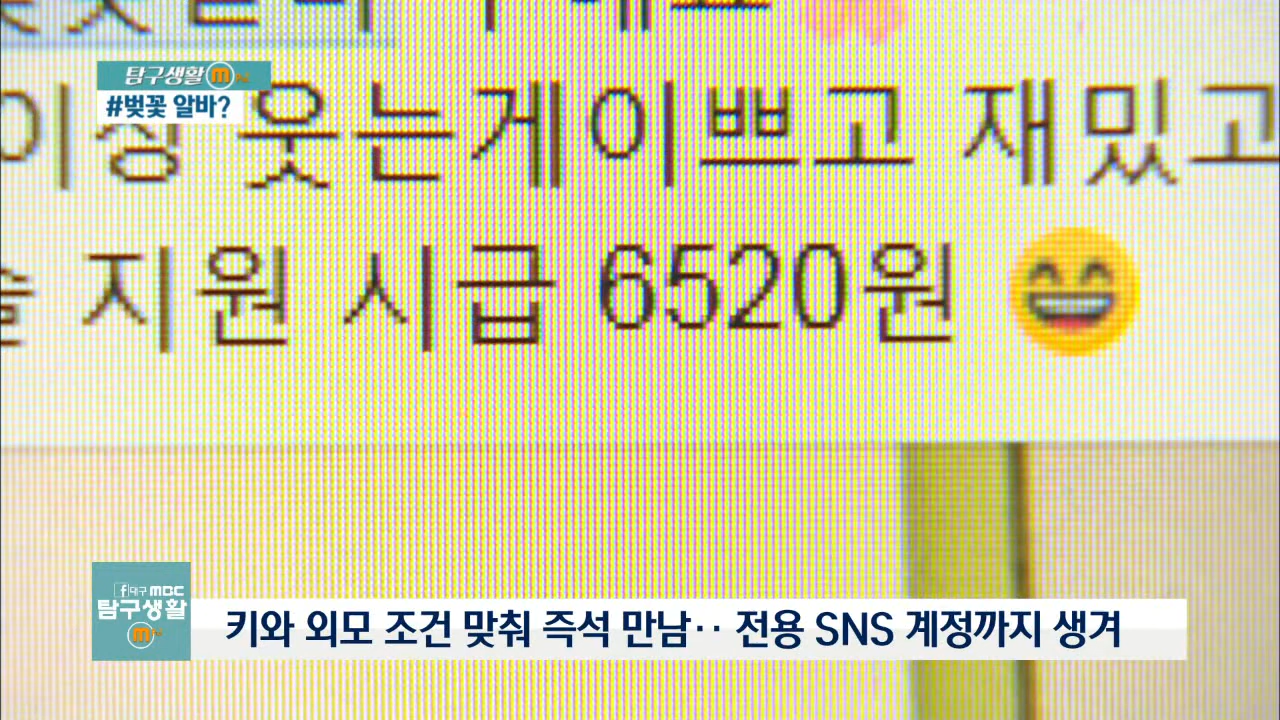 탐구생활 m
#벚꽃 알바?
이상 웃는게이쁘고 재밌고
지원 시급 6520원 😄
f 대구MBC
탐구생활
m
키와 외모 조건 맞춰 즉석 만남‥ 전용 SNS 계정까지 생겨